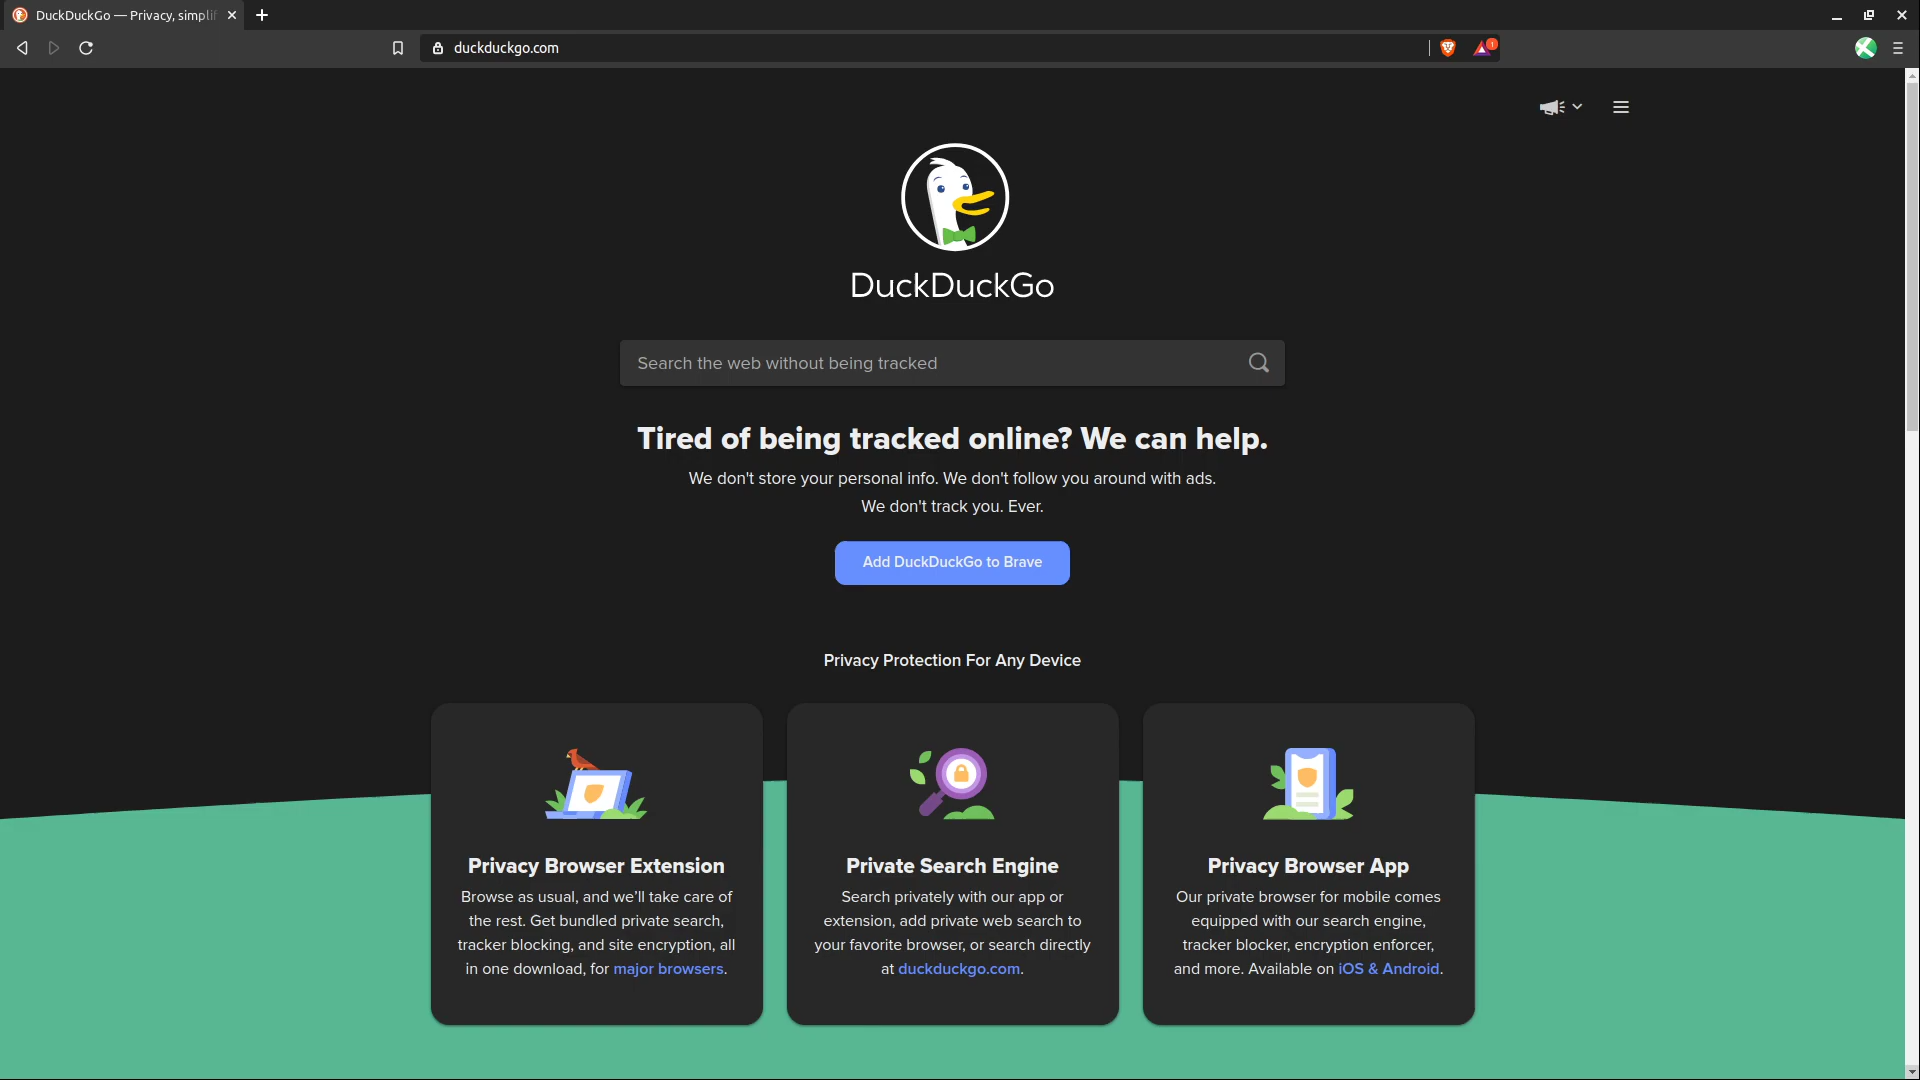 DuckDuckGo — Privacy, simplif
duckduckgo.com
1
DuckDuckGo
Search the web without being tracked
Tired of being tracked online? We can help.
We don't store your personal info. We don't follow you around with ads.
We don't track you. Ever.
Add DuckDuckGo to Brave
Privacy Protection For Any Device
Privacy Browser Extension
Browse as usual, and we’ll take care of
the rest. Get bundled private search,
tracker blocking, and site encryption, all
in one download, for major browsers.
Private Search Engine
Search privately with our app or
extension, add private web search to
your favorite browser, or search directly
at duckduckgo.com.
Privacy Browser App
Our private browser for mobile comes
equipped with our search engine,
tracker blocker, encryption enforcer,
and more. Available on iOS & Android.